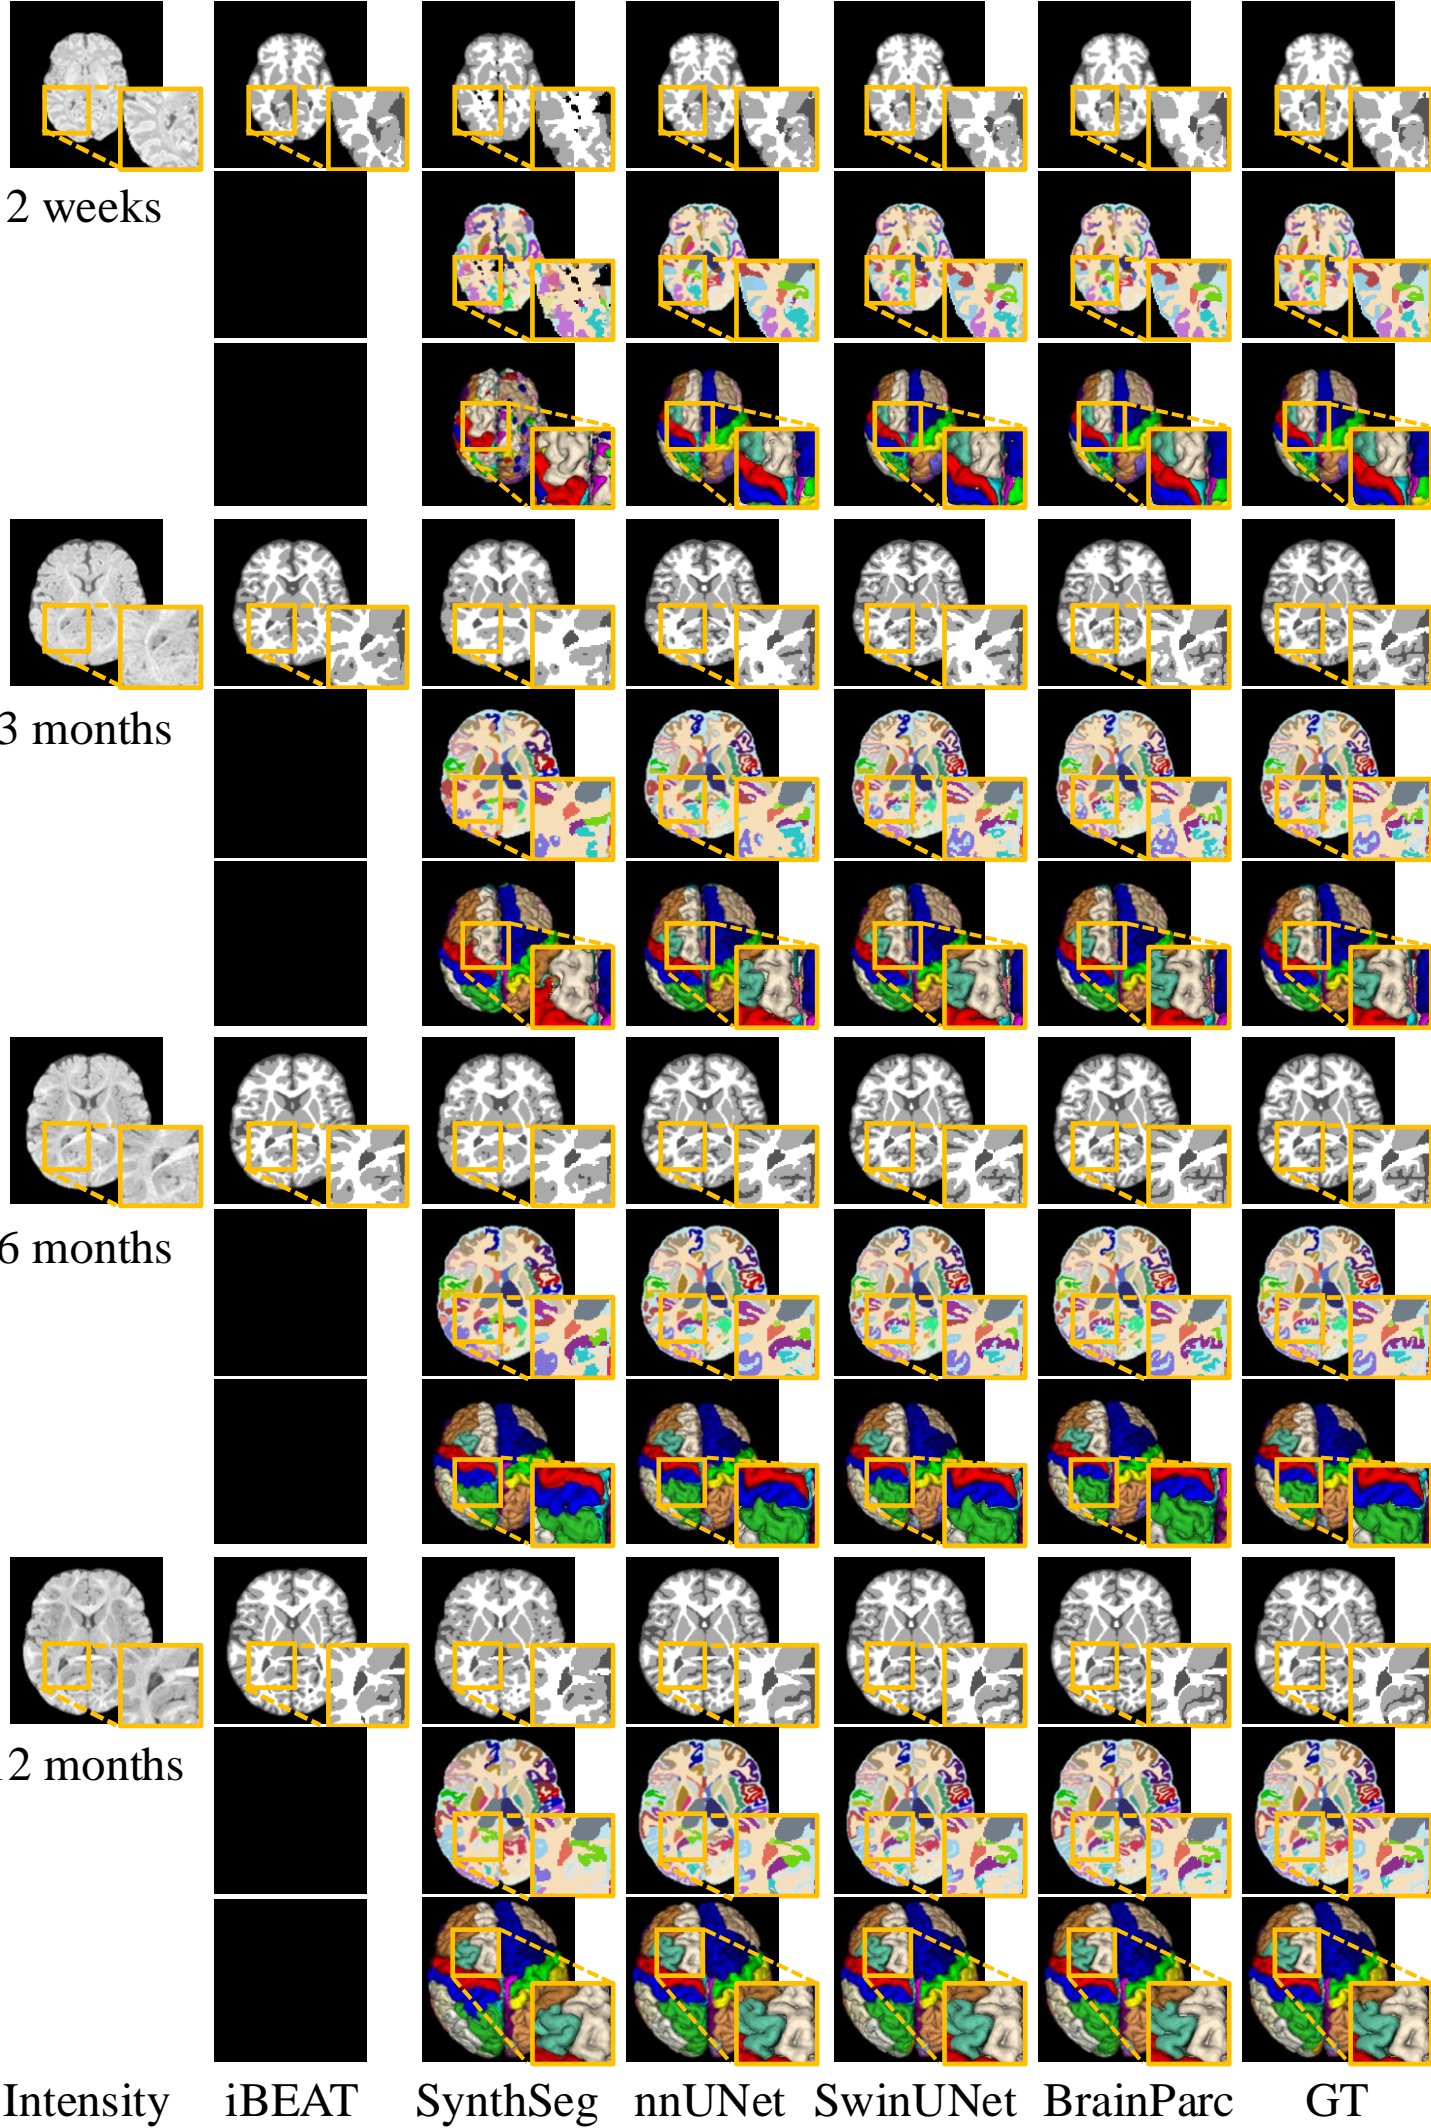 2 weeks
3 months
6 months
12 months
Intensity iBEAT SynthSeg nnUNet SwinUNet BrainParc GT